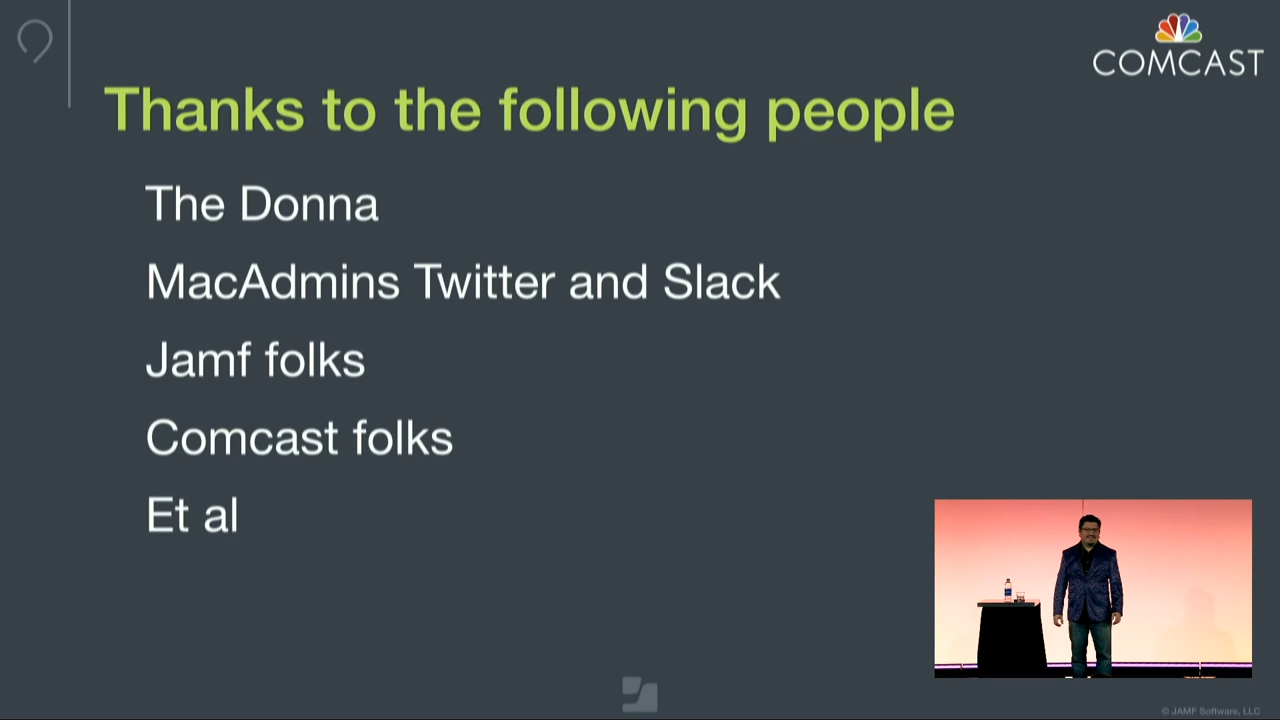 COMCAST
Thanks to the following people
The Donna
MacAdmins Twitter and Slack
Jamf folks
Comcast folks
Et al
© JAMF Software, LLC